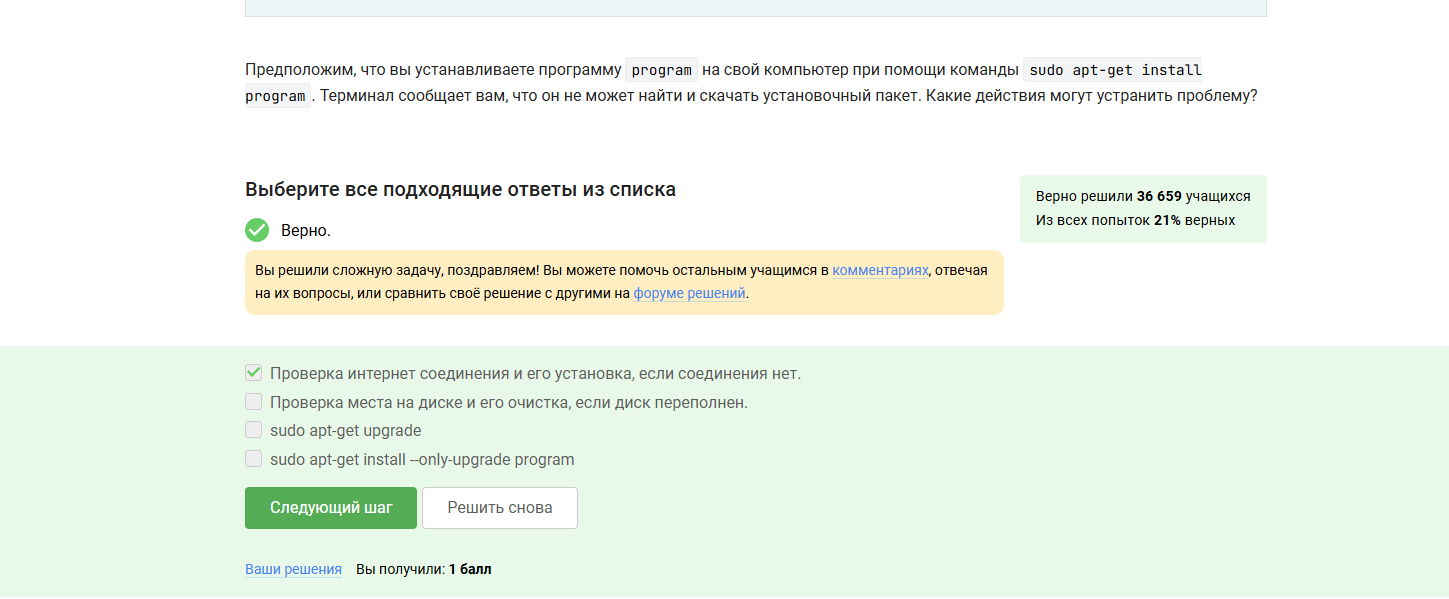 Предположим, что вы устанавливаете программу program на свой компьютер при помощи команды sudo apt-get install
program. Терминал сообщает вам, что он не может найти и скачать установочный пакет. Какие действия могут устранить проблему?
Выберите все подходящие ответы из списка
Верно решили 36 659 учащихся
Из всех попыток 21% верных
Верно.
Вы решили сложную задачу, поздравляем! Вы можете помочь остальным учащимся в комментариях, отвечая
на их вопросы, или сравнить своё решение с другими на форуме решений.
Проверка интернет соединения и его установка, если соединения нет.
Проверка места на диске и его очистка, если диск переполнен.
sudo apt-get upgrade
sudo apt-get install --only-upgrade program
Следующий шаг
Решить снова
Ваши решения Вы получили: 1 балл